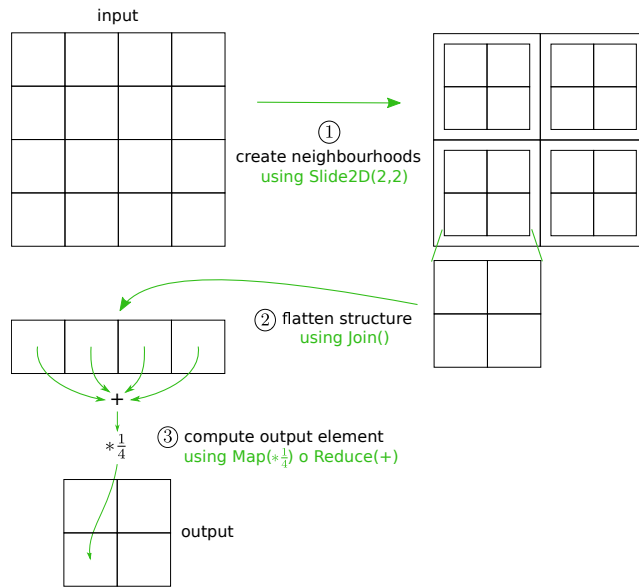 input
①
create neighbourhoods
using Slide2D(2,2)
② flatten structure
using Join()
+
*1/4
③ compute output element
using Map(*1/4) o Reduce(+)
output